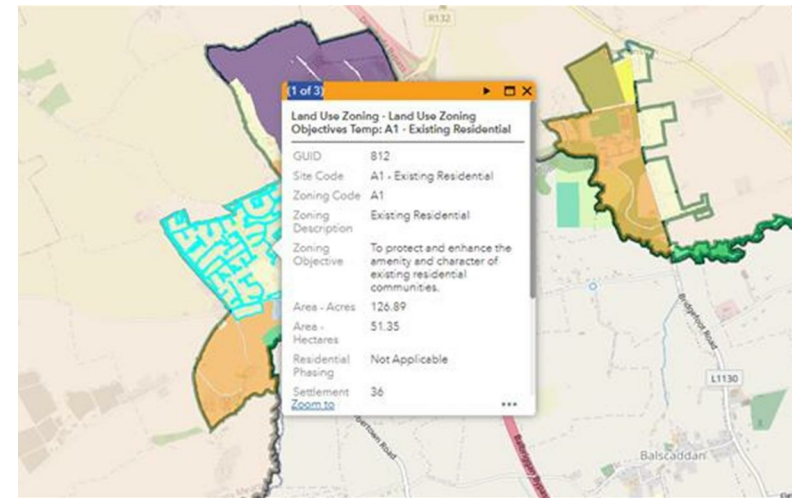 R132
(1 of 3)
Land Use Zoning - Land Use Zoning
Objectives Temp: A1 - Existing Residential
GUID 812
Site Code A1 - Existing Residential
Zoning Code A1
Zoning Description Existing Residential
Zoning Objective To protect and enhance the
amenity and character of
existing residential
communities.
Area - Acres 126.89
Area - Hectares 51.35
Residential Phasing Not Applicable
Settlement 36
Zoom to
Bridgefoot Road
L1130
Balscaddan
Balbriggan Bypass